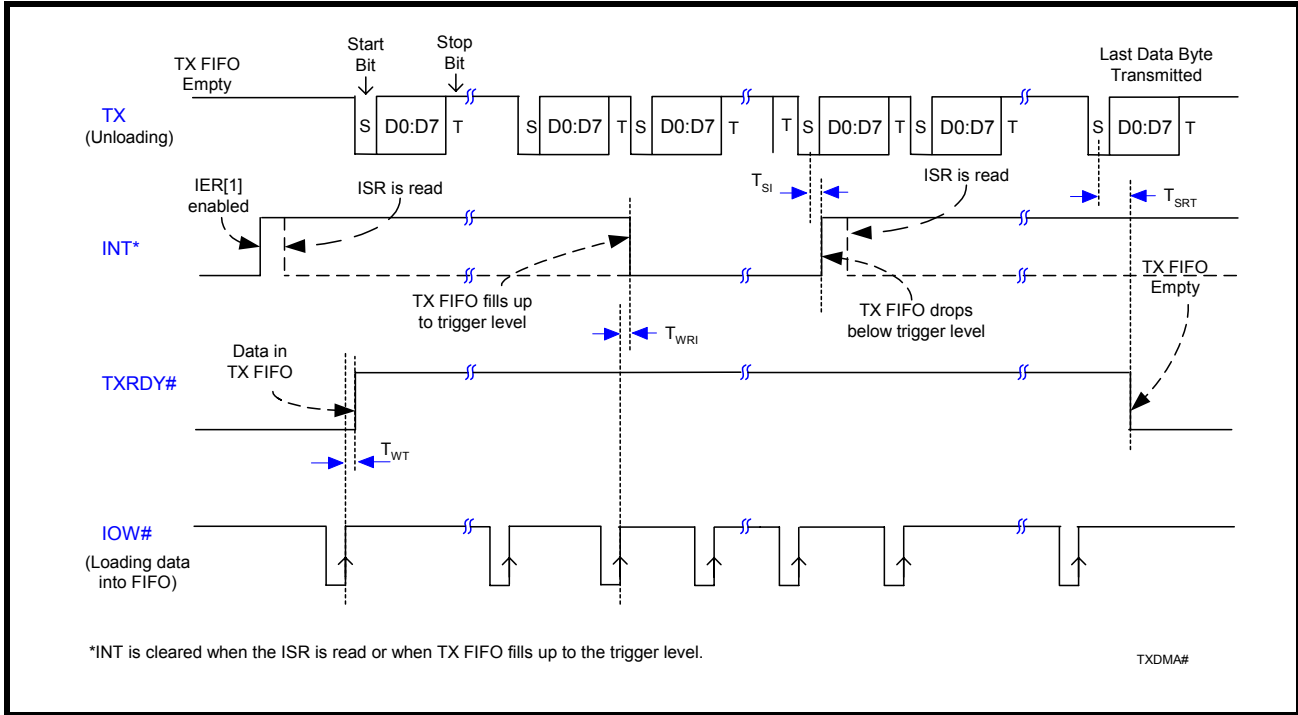 Start
Bit
Stop
Bit
TX FIFO
Empty
Last Data Byte
Transmitted
TX
(Unloading)
S D0:D7 T S D0:D7 T S D0:D7 T T S D0:D7 T S D0:D7 T S D0:D7 T
IER[1]
enabled
ISR is read
TSI
ISR is read
TSRT
INT*
TX FIFO fills up
to trigger level
TX FIFO drops
below trigger level
TX FIFO
Empty
TWRI
Data in
TX FIFO
TXRDY#
TWT
IOW#
(Loading data
into FIFO)
*INT is cleared when the ISR is read or when TX FIFO fills up to the trigger level.
TXDMA#